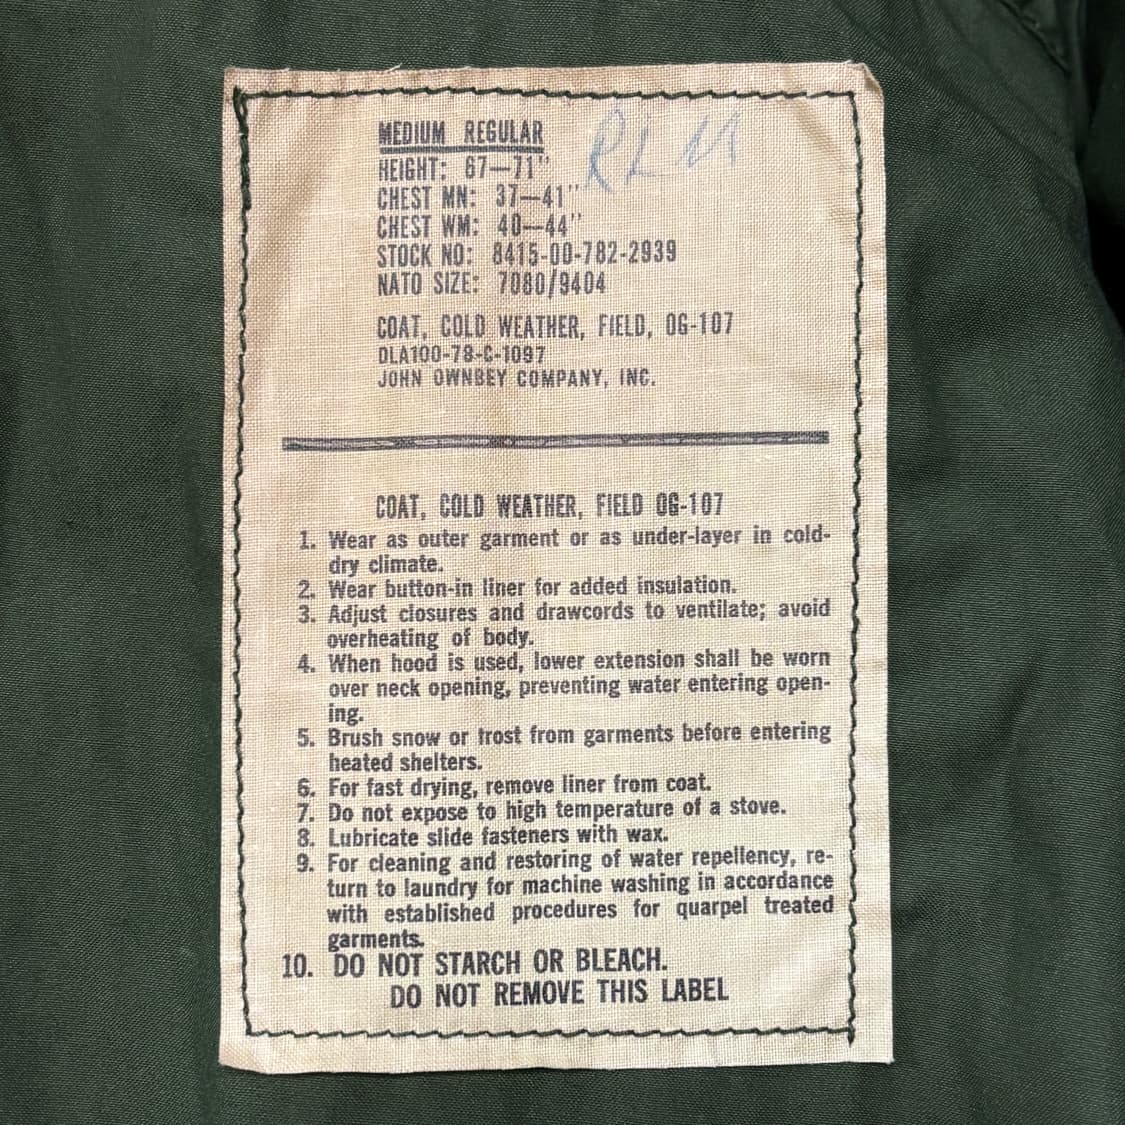 MEDIUM REGULAR
HEIGHT: 67—71"
CHEST MN: 37—41"
CHEST WM: 40—44"
STOCK NO: 8415-00-782-2939
NATO SIZE: 7080/9404
COAT, COLD WEATHER, FIELD, OG-107
DLA100-78-C-1097
JOHN OWNBEY COMPANY, INC.
COAT, COLD WEATHER, FIELD OG-107
1. Wear as outer garment or as under-layer in cold-
dry climate.
2. Wear button-in liner for added insulation.
3. Adjust closures and drawcords to ventilate; avoid
overheating of body.
4. When hood is used, lower extension shall be worn
over neck opening, preventing water entering open-
ing.
5. Brush snow or frost from garments before entering
heated shelters.
6. For fast drying, remove liner from coat.
7. Do not expose to high temperature of a stove.
8. Lubricate slide fasteners with wax.
9. For cleaning and restoring of water repellency, re-
turn to laundry for machine washing in accordance
with established procedures for quarpel treated
garments.
10. DO NOT STARCH OR BLEACH.
DO NOT REMOVE THIS LABEL